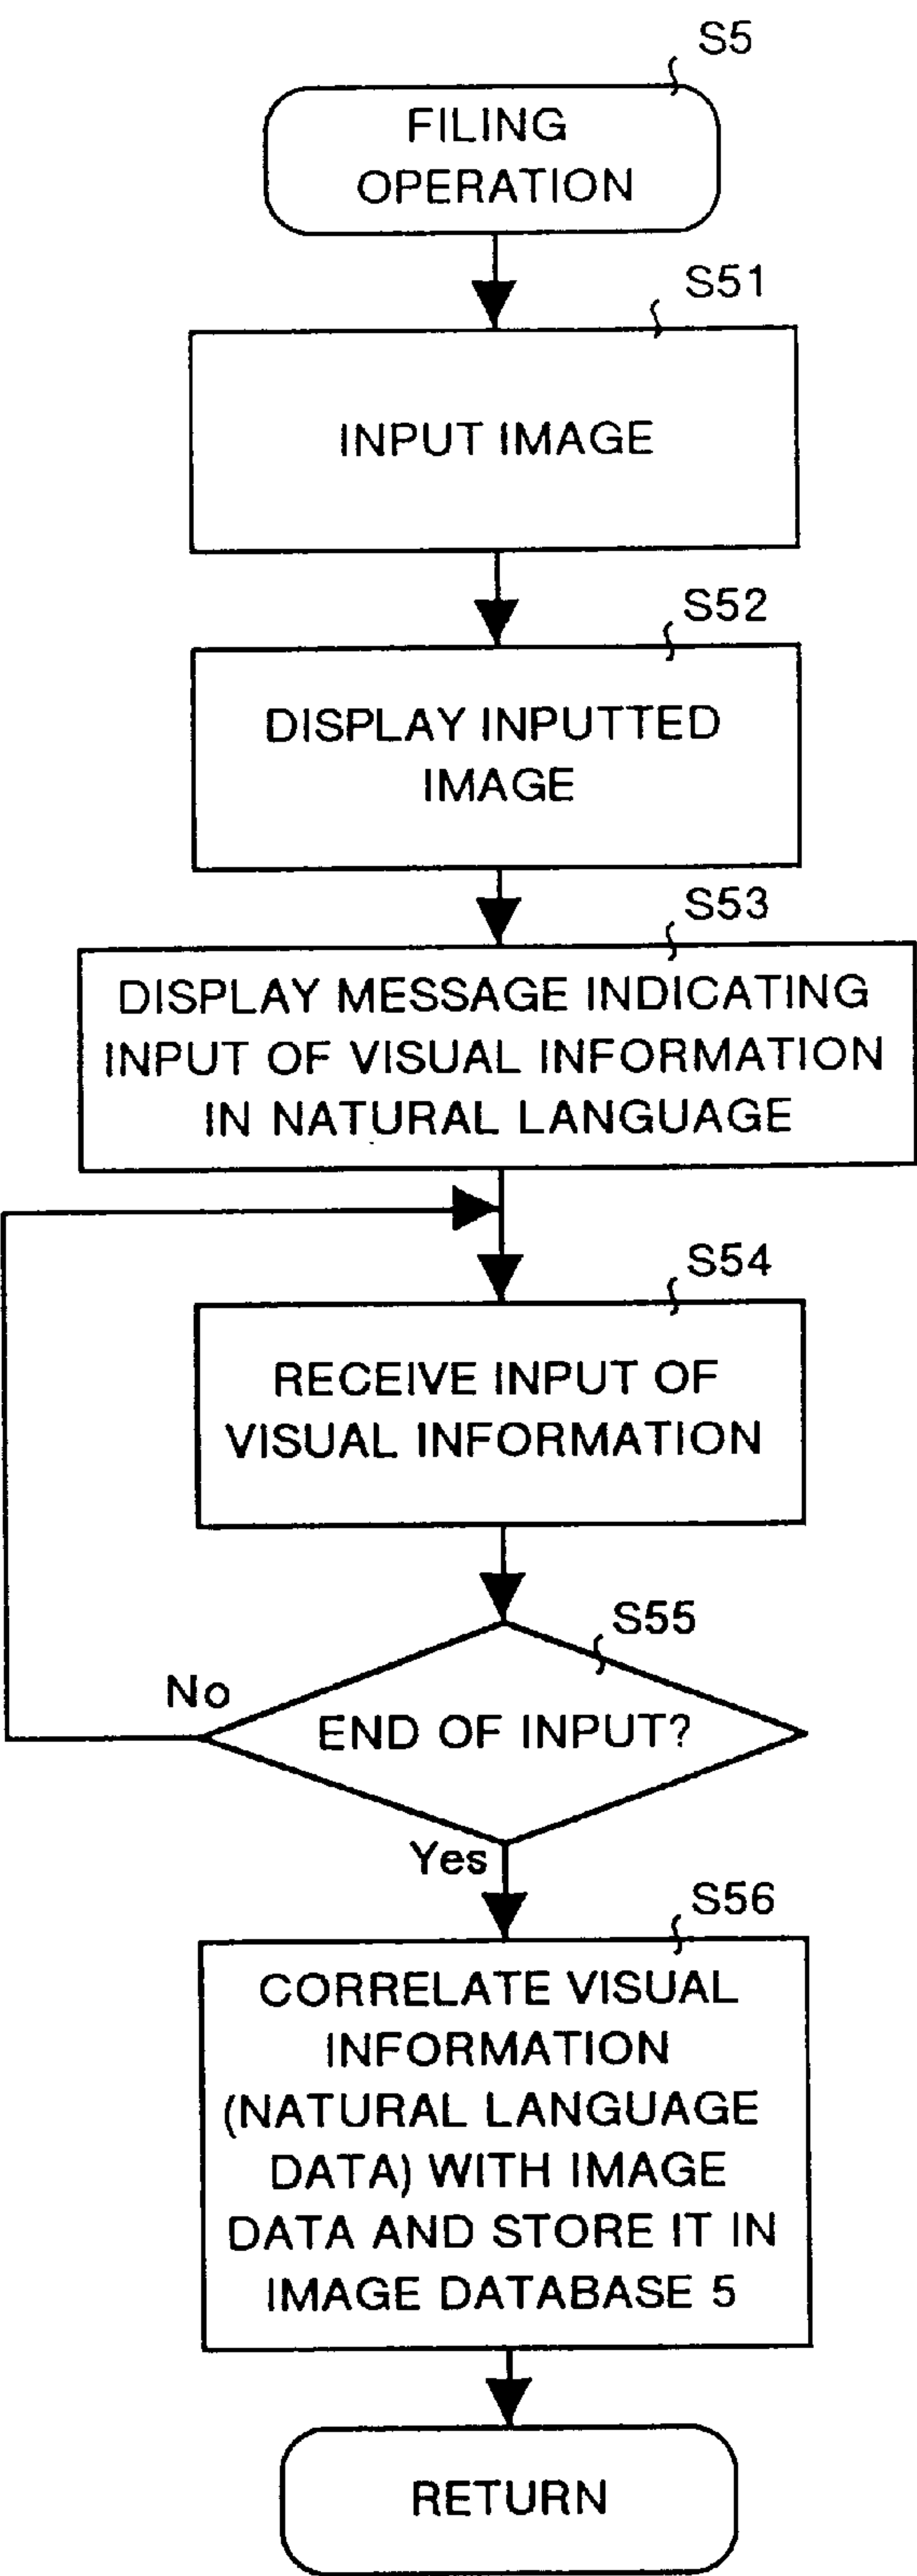 S5
FILING
OPERATION
S51
INPUT IMAGE
S52
DISPLAY INPUTTED
IMAGE
S53
DISPLAY MESSAGE INDICATING
INPUT OF VISUAL INFORMATION
IN NATURAL LANGUAGE
S54
RECEIVE INPUT OF
VISUAL INFORMATION
S55
No
END OF INPUT?
Yes
S56
CORRELATE VISUAL
INFORMATION
(NATURAL LANGUAGE
DATA) WITH IMAGE
DATA AND STORE IT IN
IMAGE DATABASE 5
RETURN